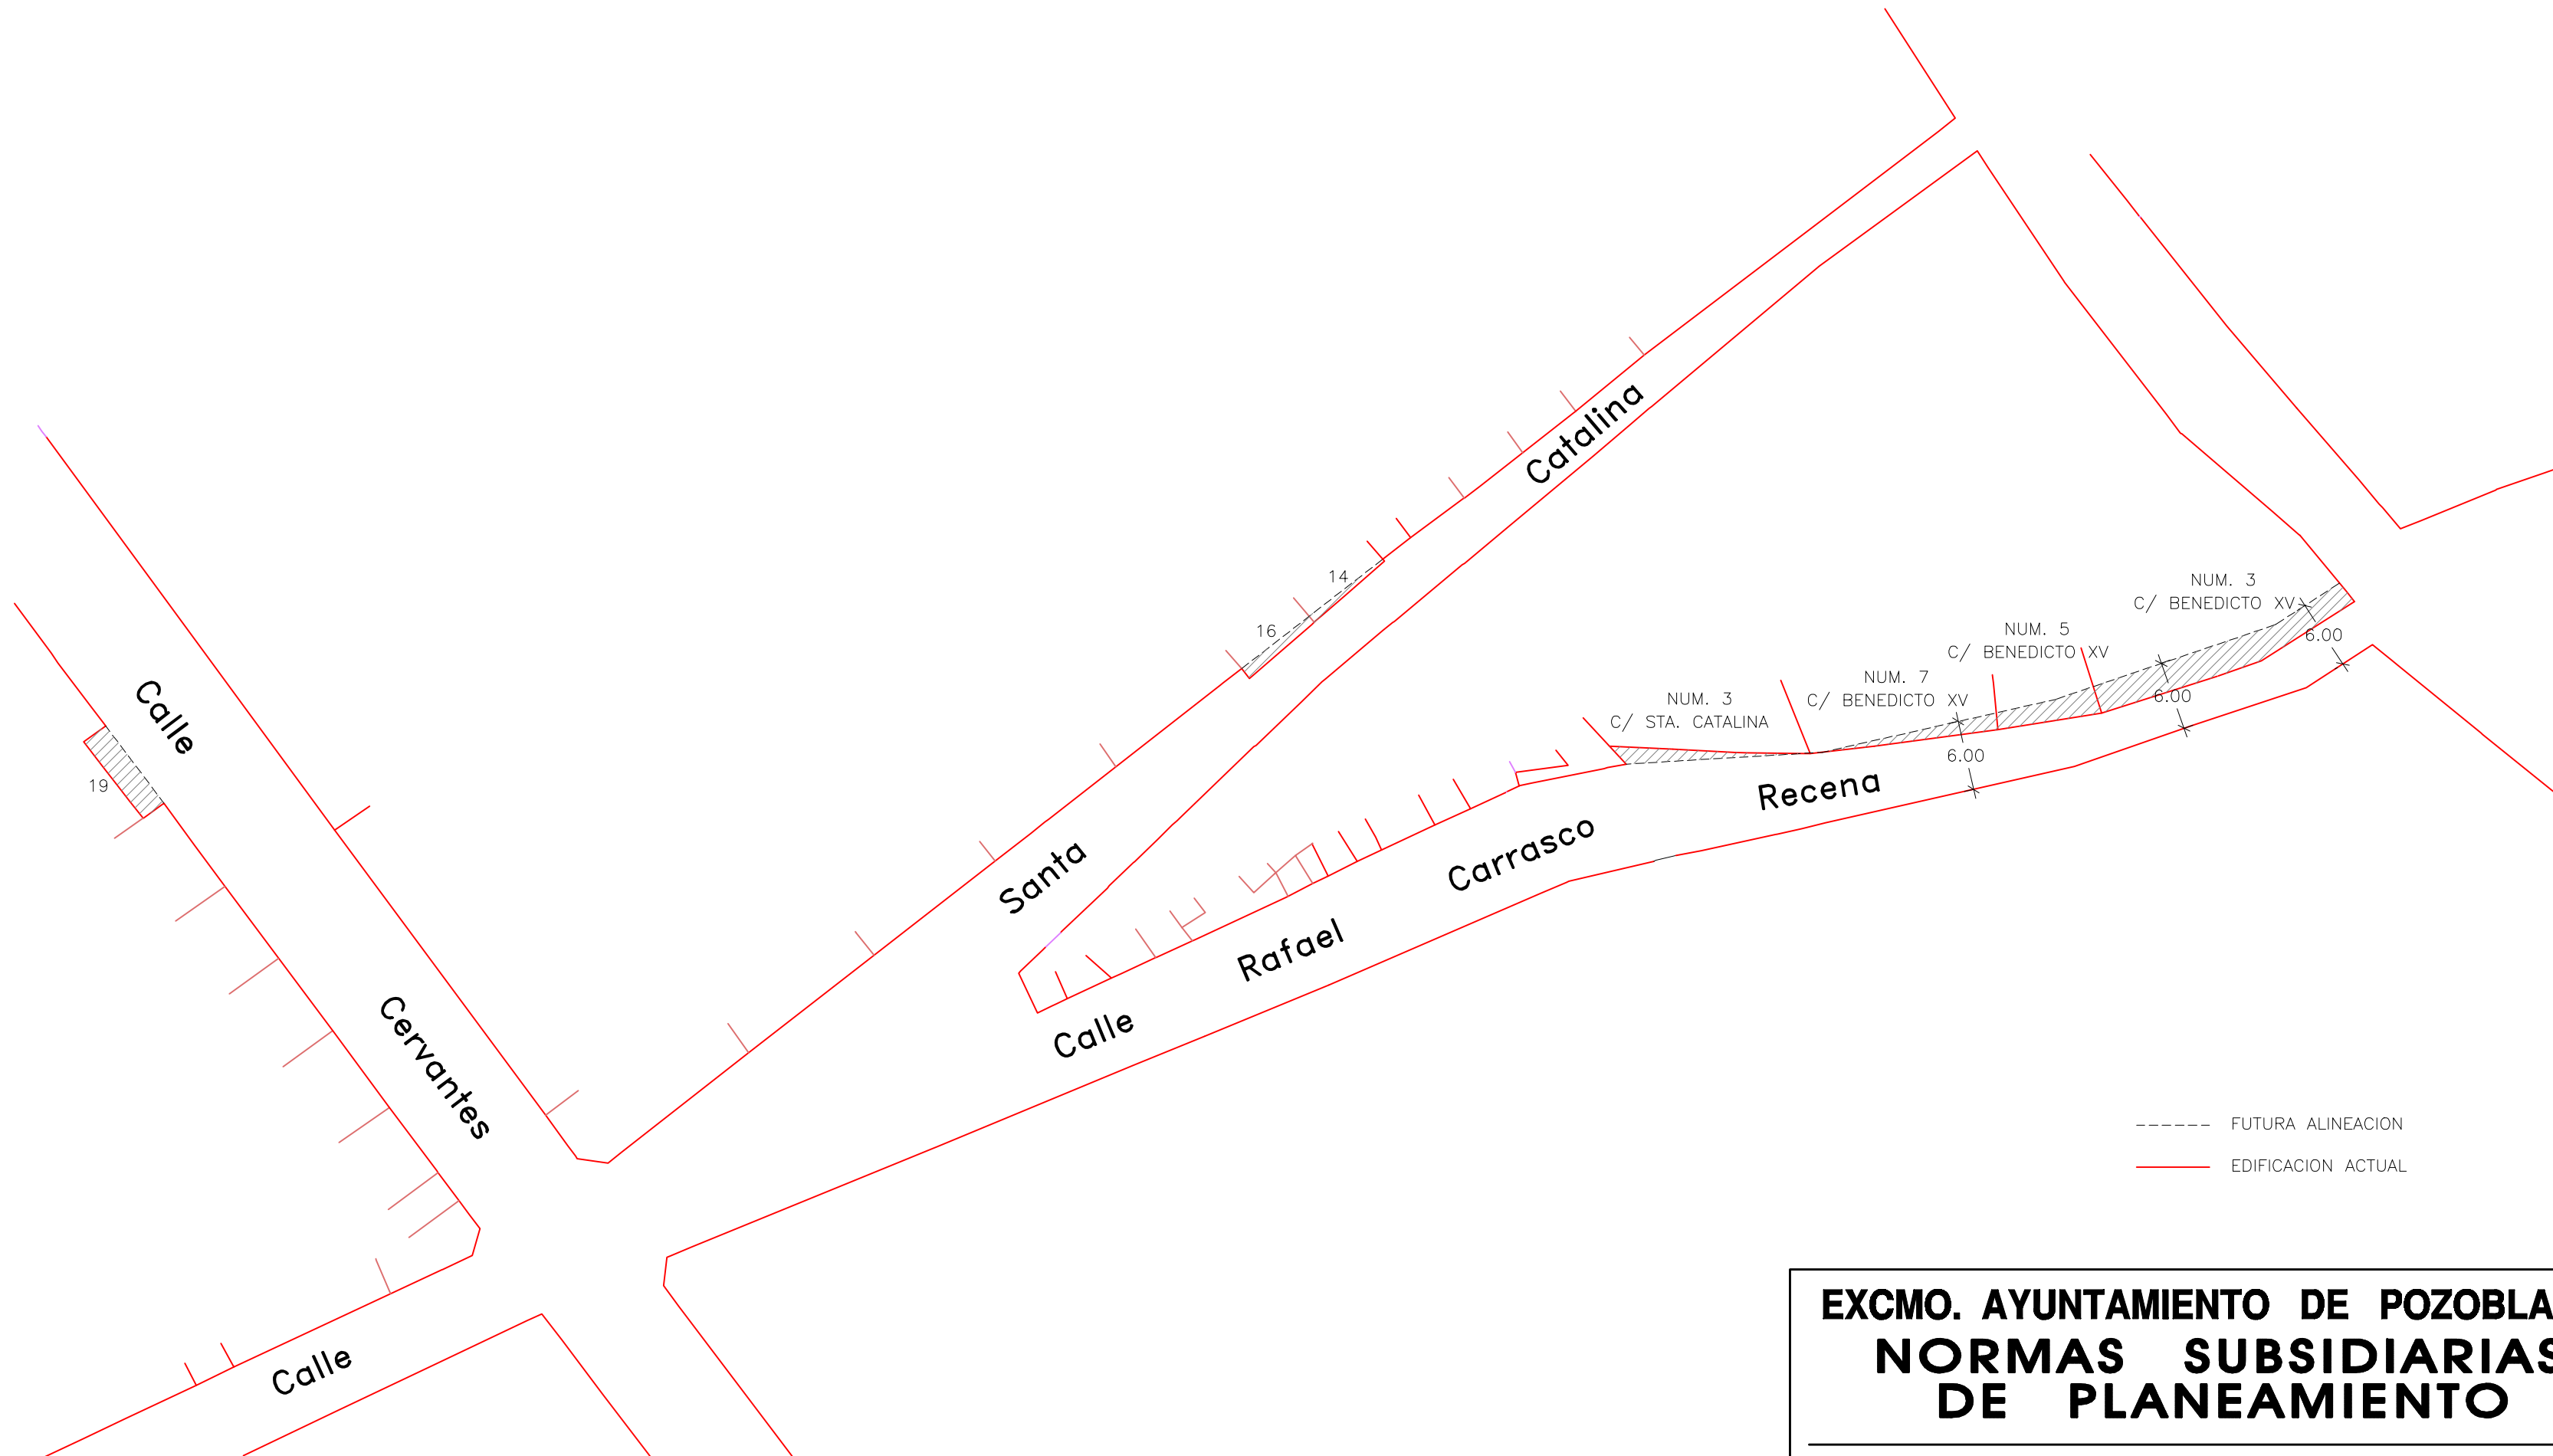 Catalina
14
16
NUM. 3
C/ BENEDICTO XV
6.00
NUM. 5
C/ BENEDICTO XV
6.00
NUM. 7
C/ BENEDICTO XV
6.00
NUM. 3
C/ STA. CATALINA
Calle
19
Recena
Carrasco
Santa
Rafael
Calle
Cervantes
FUTURA ALINEACION
EDIFICACION ACTUAL
Calle
EXCMO. AYUNTAMIENTO DE POZOBLA
NORMAS SUBSIDIARIAS
DE PLANEAMIENTO